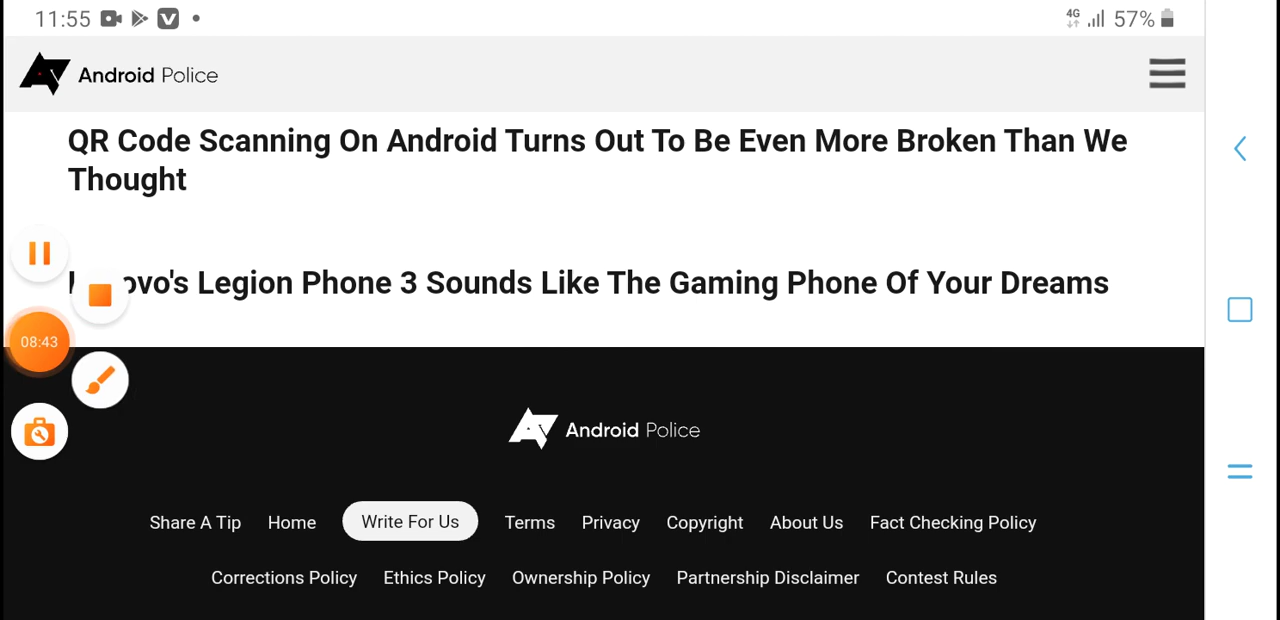 11:55
4G 57%
Android Police
QR Code Scanning On Android Turns Out To Be Even More Broken Than We
Thought
Legion Phone 3 Sounds Like The Gaming Phone Of Your Dreams
08:43
Android Police
Share A Tip Home Write For Us Terms Privacy Copyright About Us Fact Checking Policy
Corrections Policy Ethics Policy Ownership Policy Partnership Disclaimer Contest Rules